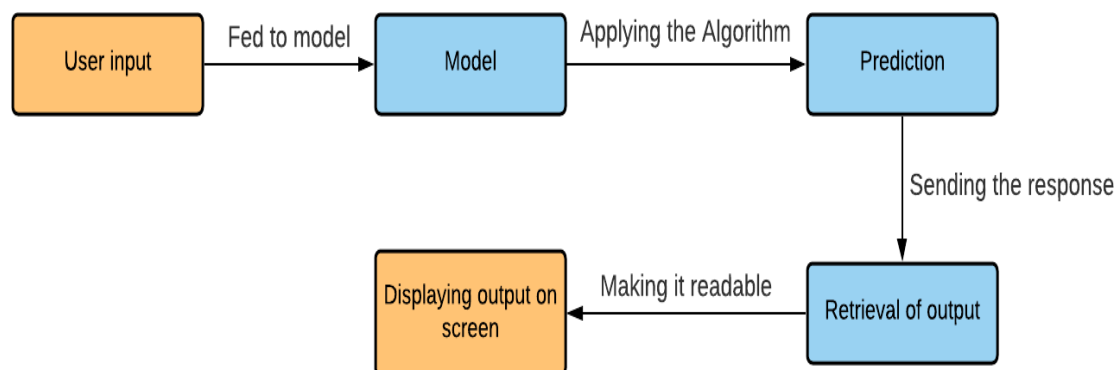 User input
Fed to model
Model
Applying the Algorithm
Prediction
Sending the response
Retrieval of output
Making it readable
Displaying output on
screen